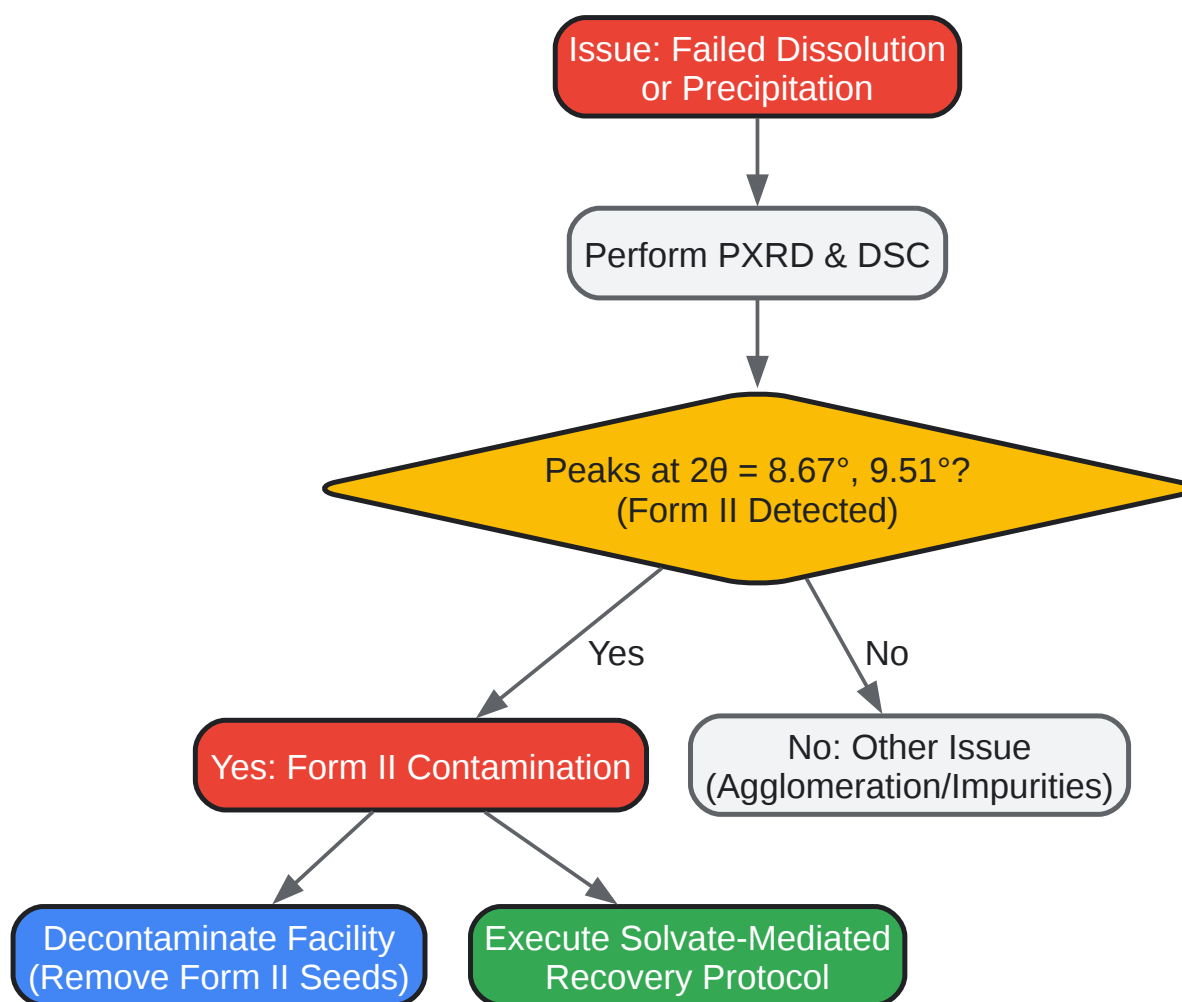 Issue: Failed Dissolution
or Precipitation
Perform PXRD & DSC
Peaks at 2θ = 8.67°, 9.51°?
(Form II Detected)
Yes
No
Yes: Form II Contamination
No: Other Issue
(Agglomeration/Impurities)
Decontaminate Facility
(Remove Form II Seeds)
Execute Solvate-Mediated
Recovery Protocol